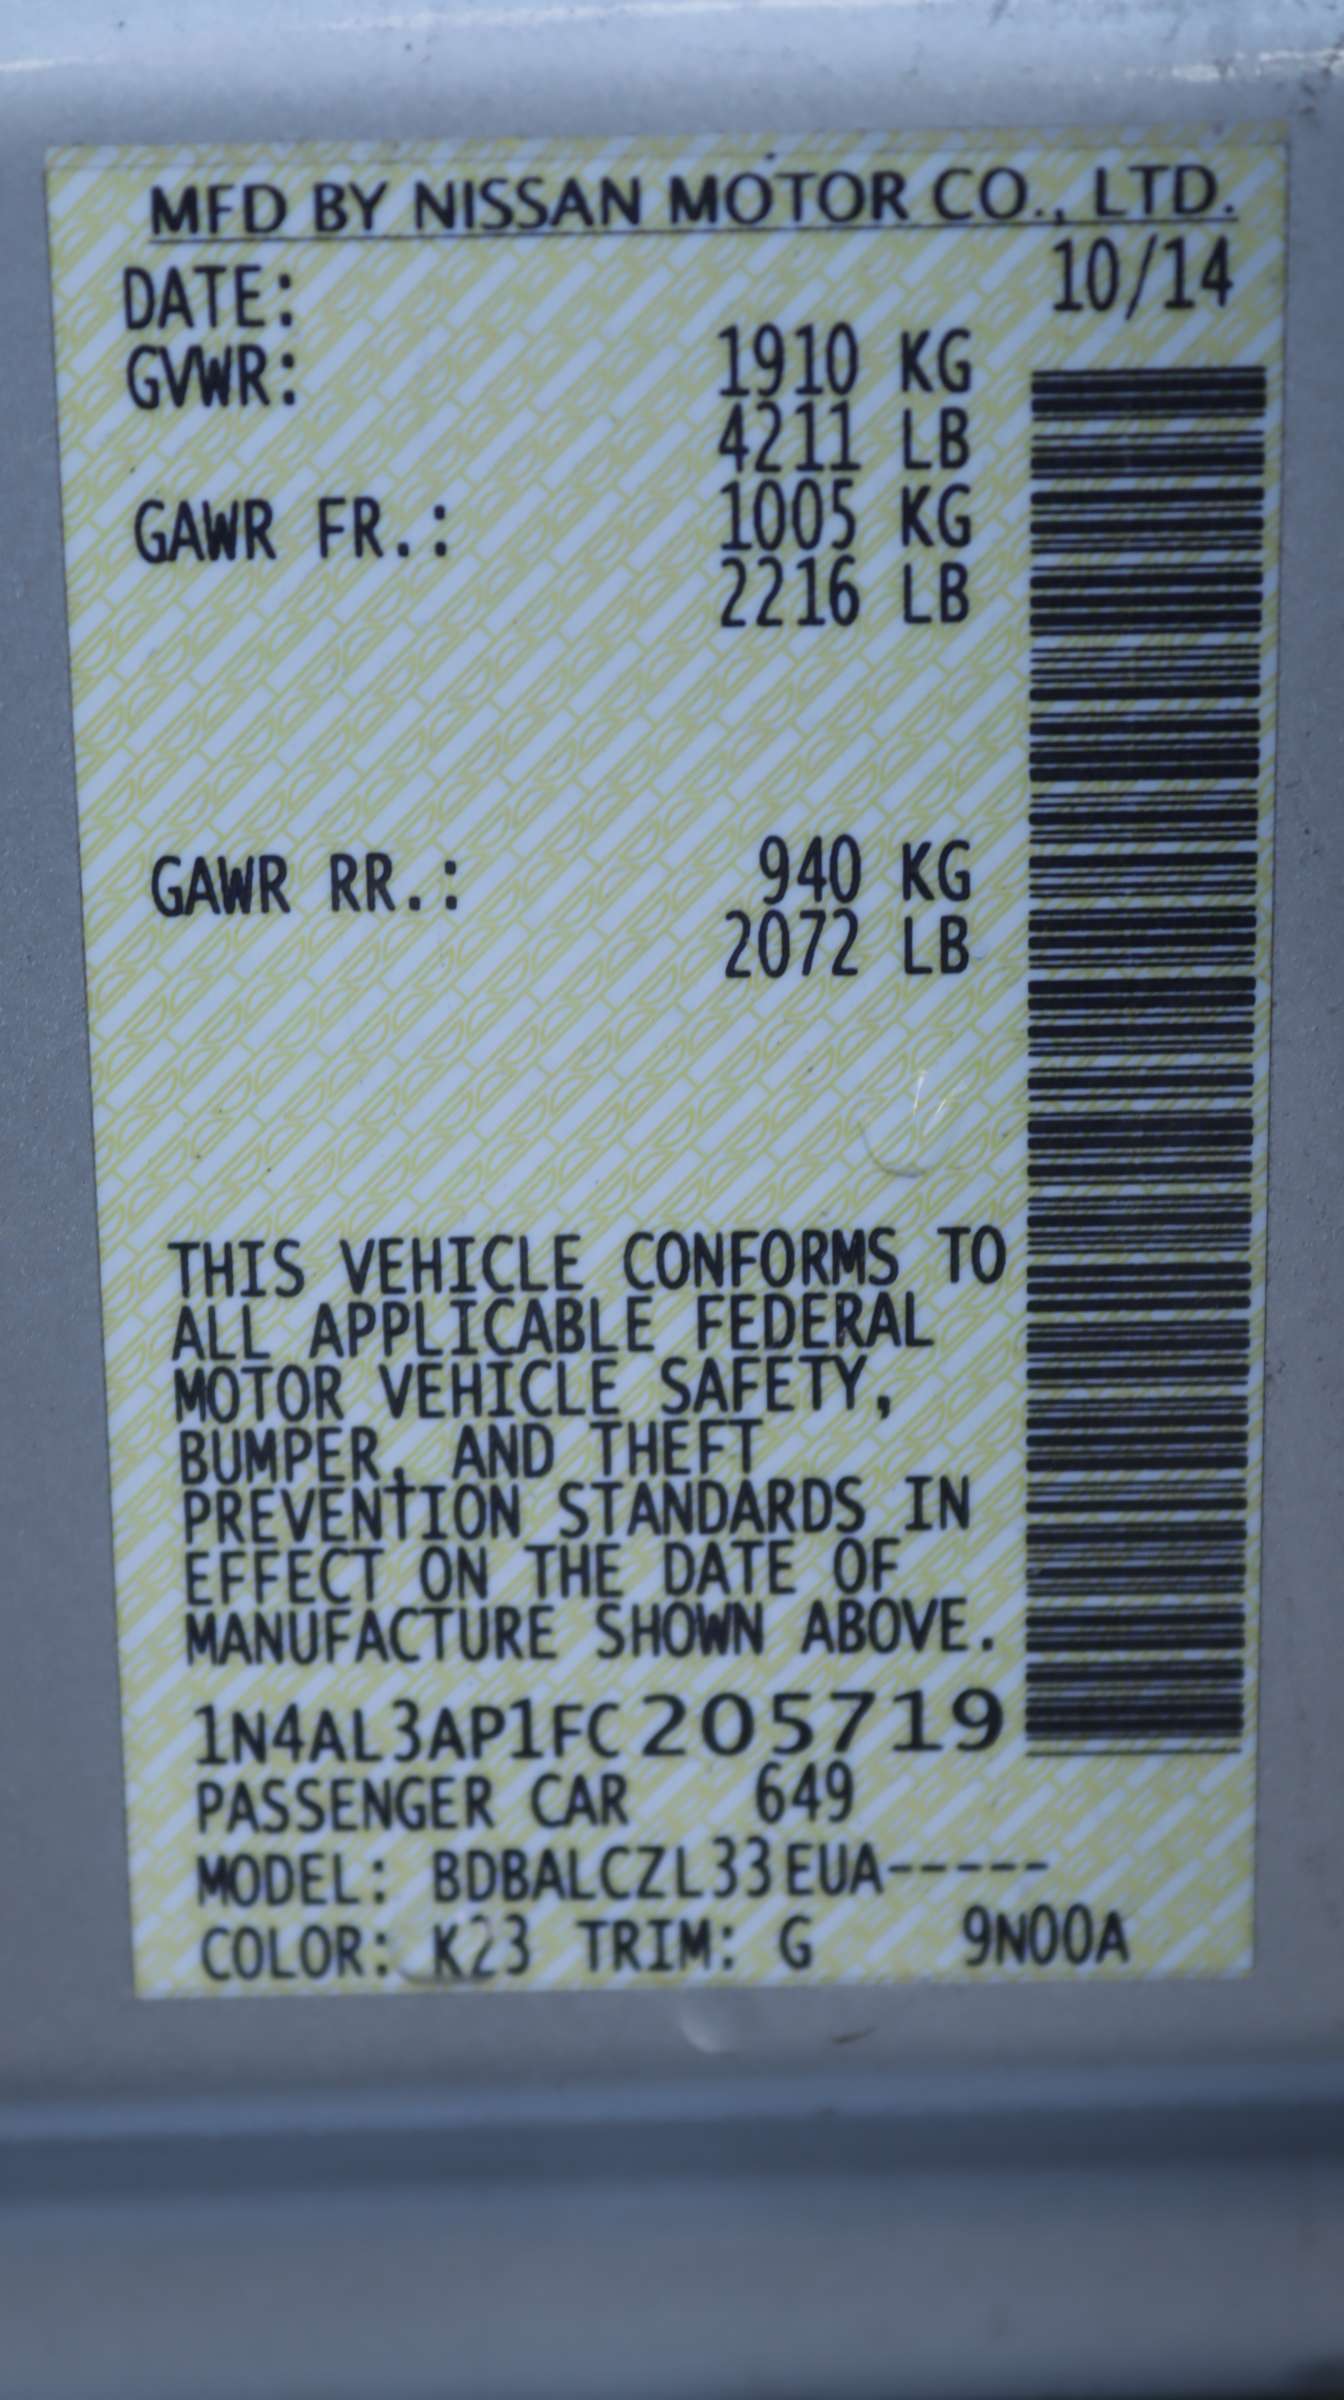 MFD BY NISSAN MOTOR CO., LTD.
DATE: 10/14
GVWR: 1910 KG
4211 LB
GAWR FR.: 1005 KG
2216 LB
GAWR RR.: 940 KG
2072 LB
THIS VEHICLE CONFORMS TO
ALL APPLICABLE FEDERAL
MOTOR VEHICLE SAFETY,
BUMPER, AND THEFT
PREVENTION STANDARDS IN
EFFECT ON THE DATE OF
MANUFACTURE SHOWN ABOVE.
1N4AL3AP1FC205719
PASSENGER CAR 649
MODEL: BDBALCZL33EUA-----
COLOR: K23 TRIM: G 9N00A